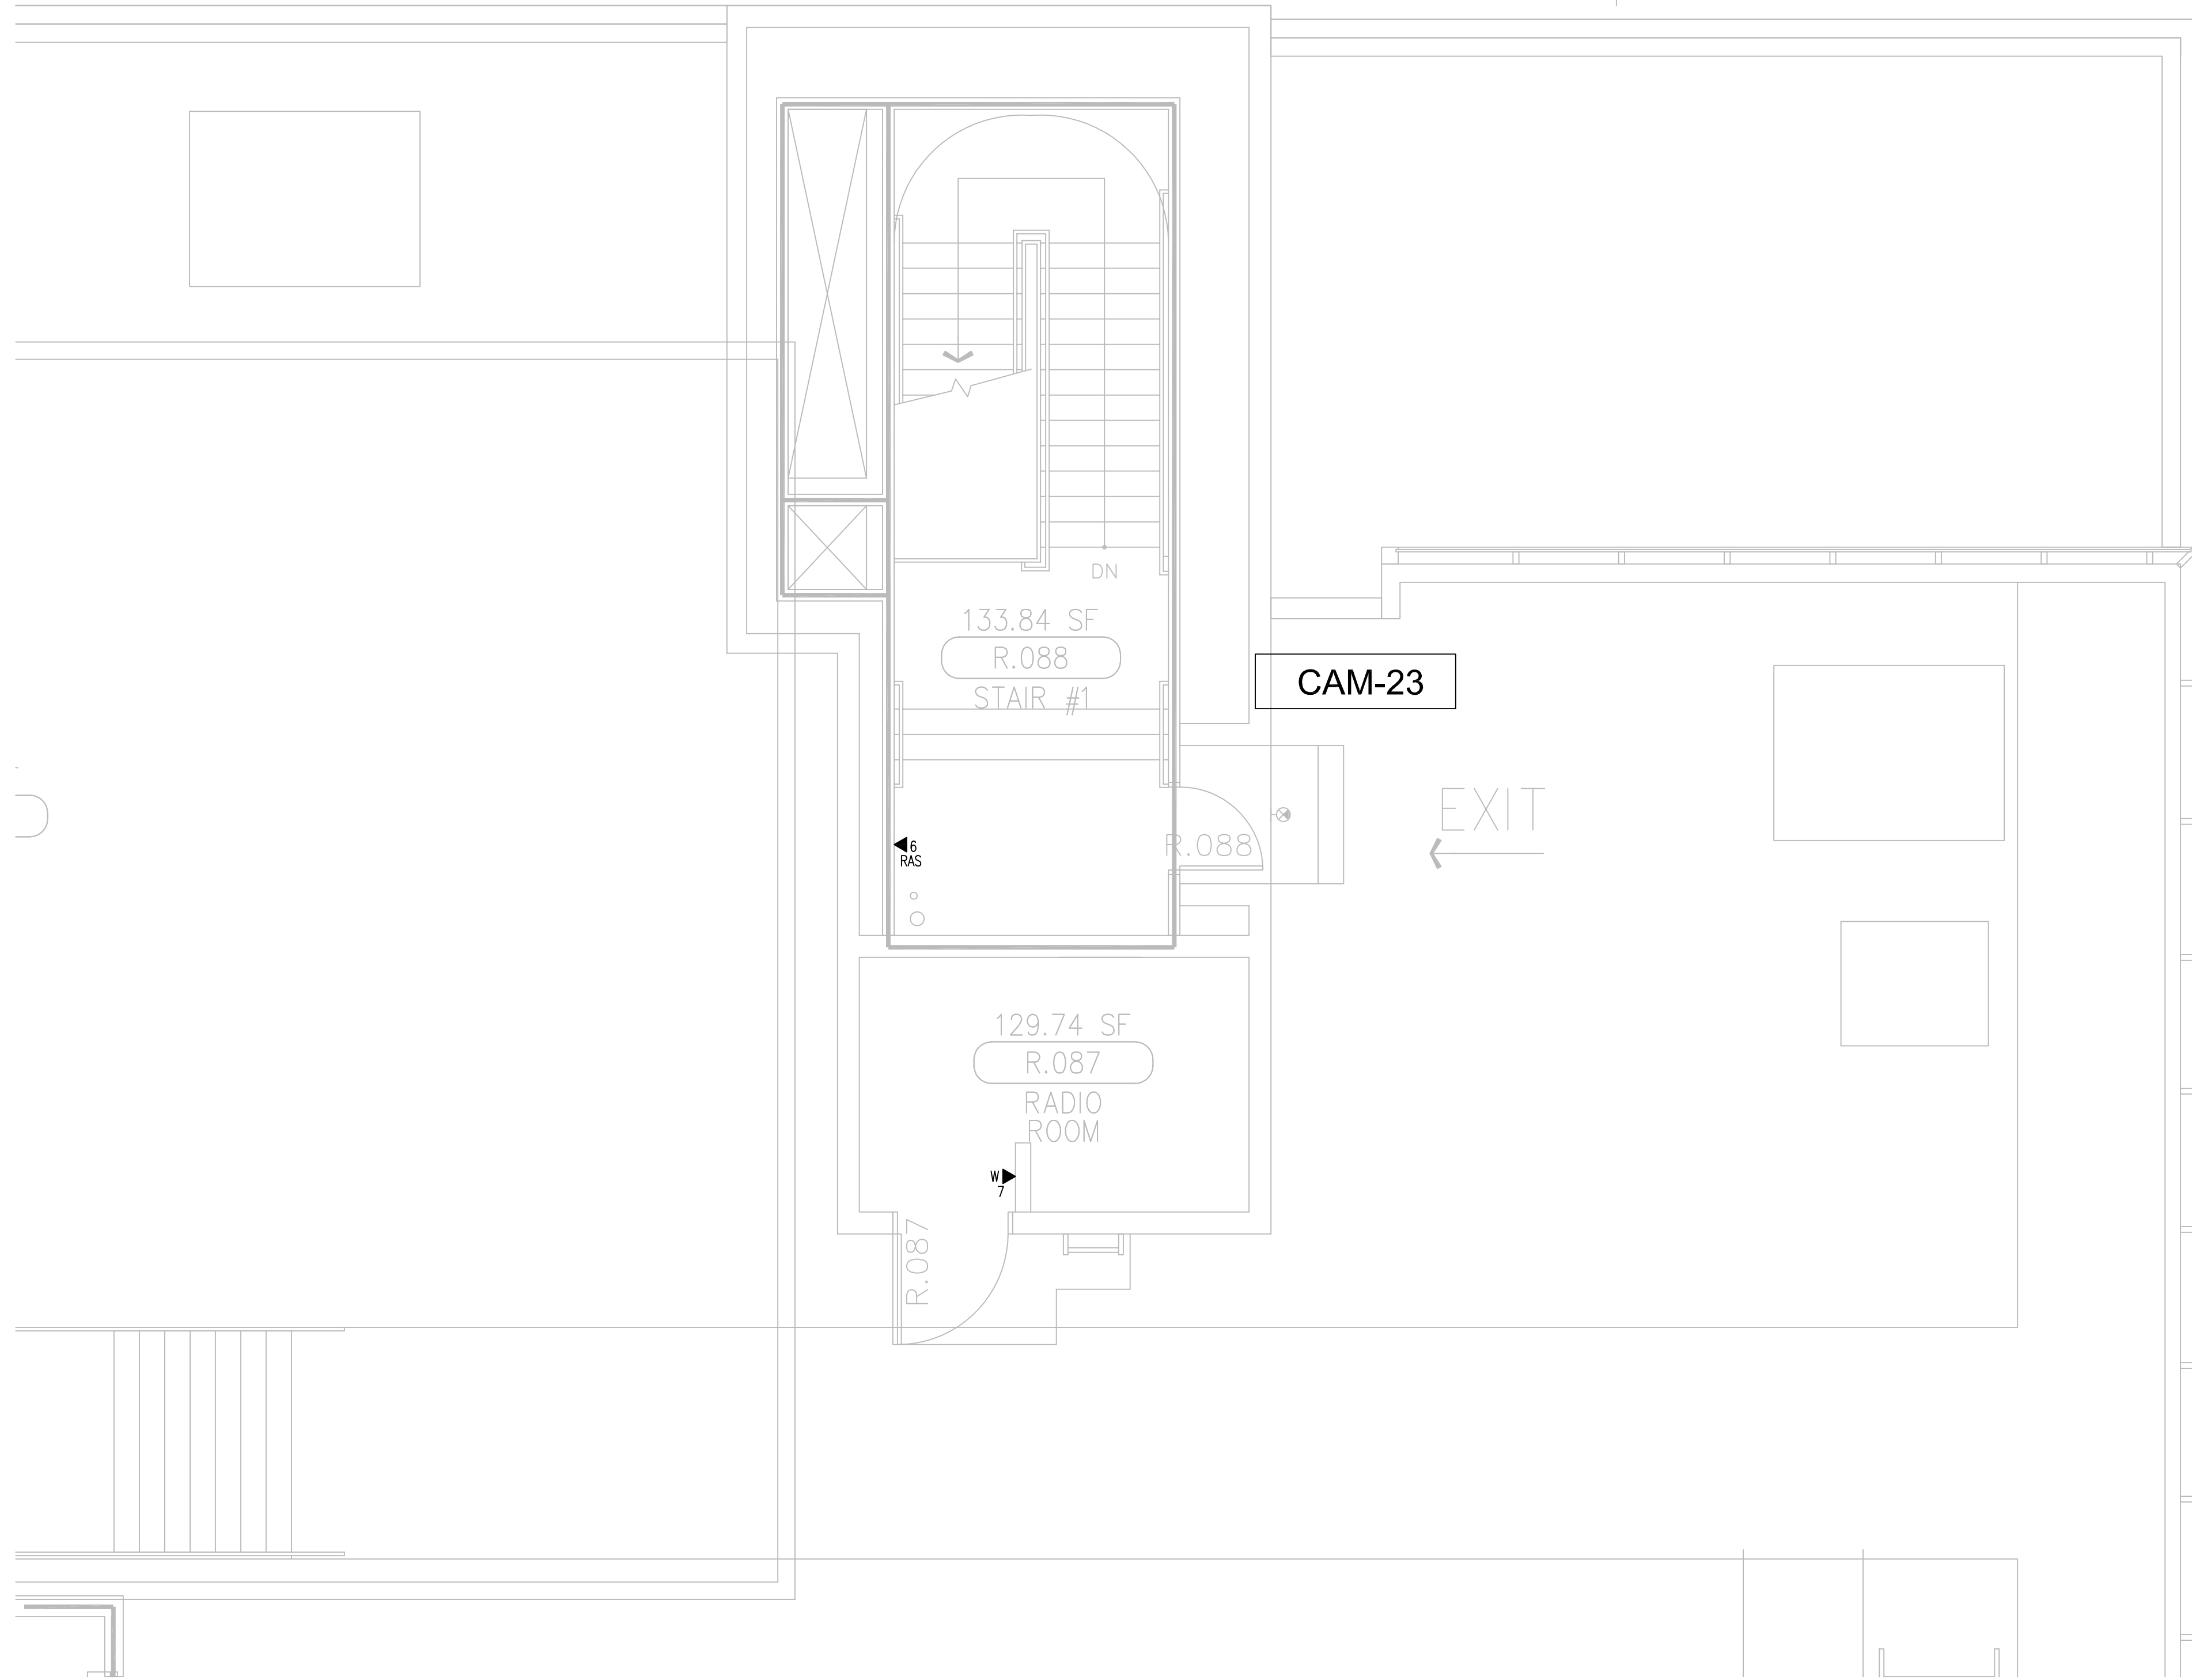 DN
133.84 SF
R.088
STAIR #1
CAM-23
EXIT
R.088
6
RAS
129.74 SF
R.087
RADIO
ROOM
W
7
R.087